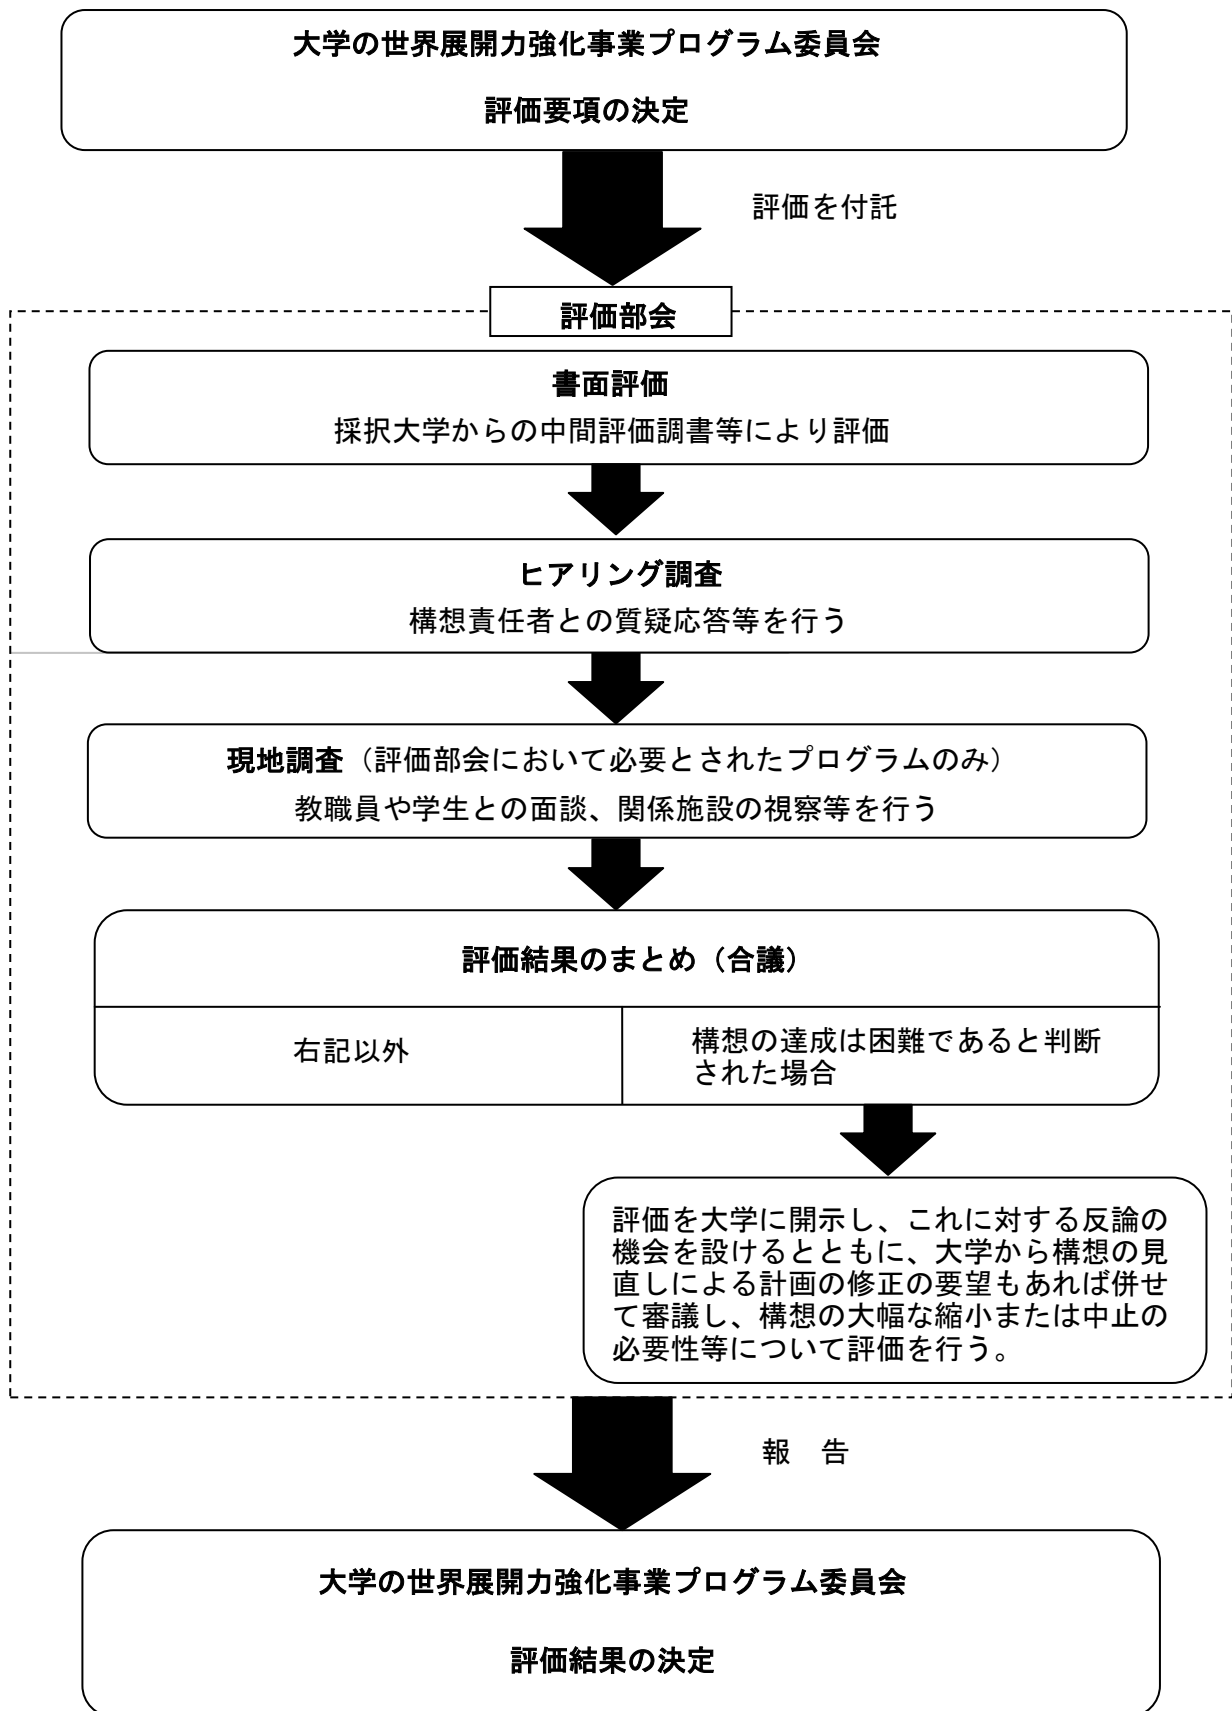 大学の世界展開力強化事業プログラム委員会
評価要項の決定
評価を付託
評価部会
書面評価
採択大学からの中間評価調書等により評価
ヒアリング調査
構想責任者との質疑応答等を行う
現地調査（評価部会において必要とされたプログラムのみ）
教職員や学生との面談、関係施設の視察等を行う
評価結果のまとめ（合議）
右記以外
構想の達成は困難であると判断
された場合
評価を大学に開示し、これに対する反論の
機会を設けるとともに、大学から構想の見
直しによる計画の修正の要望もあれば併せ
て審議し、構想の大幅な縮小または中止の
必要性等について評価を行う。
報　告
大学の世界展開力強化事業プログラム委員会
評価結果の決定